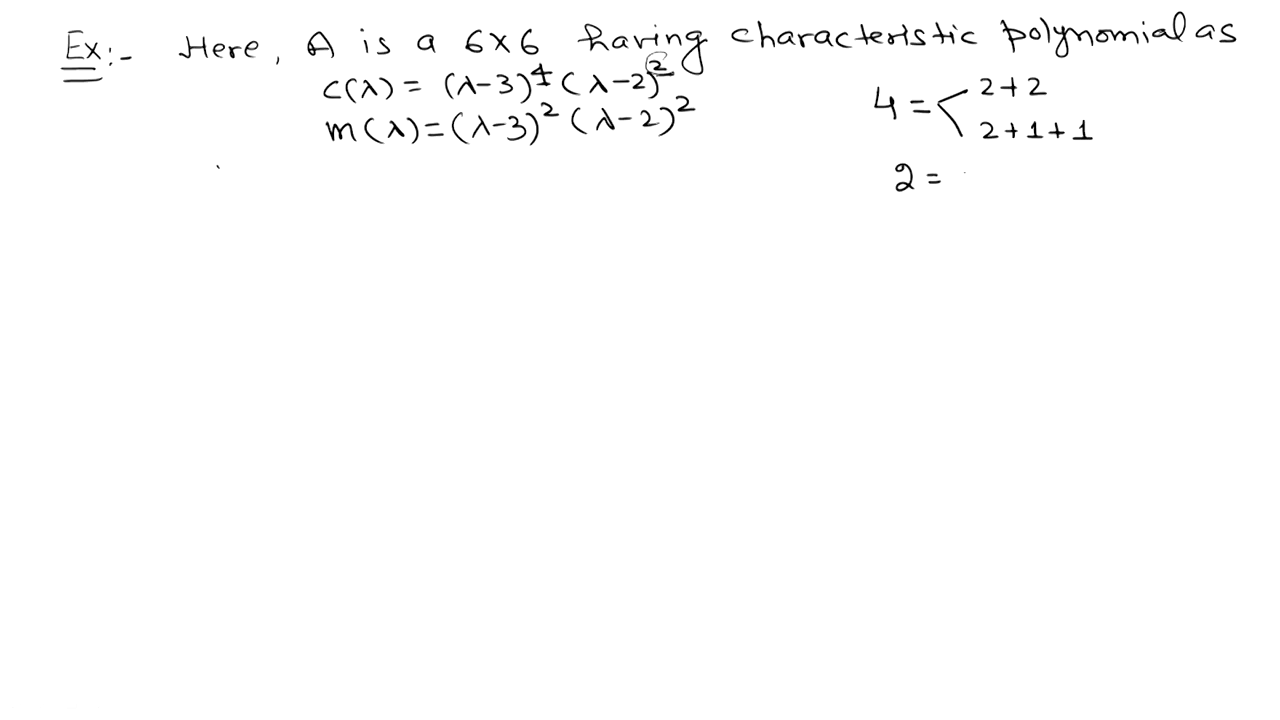 Ex:- Here, A is a 6×6 having characteristic polynomial as
c(λ) = (λ-3)⁴ (λ-2)²
m(λ) = (λ-3)² (λ-2)²
4 = < 2+2
2+1+1
2 =